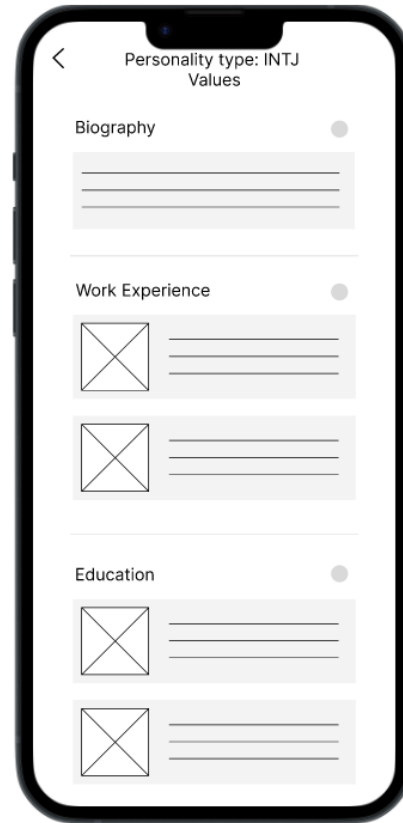 Personality type: INTJ
Values
Biography
Work Experience
Education